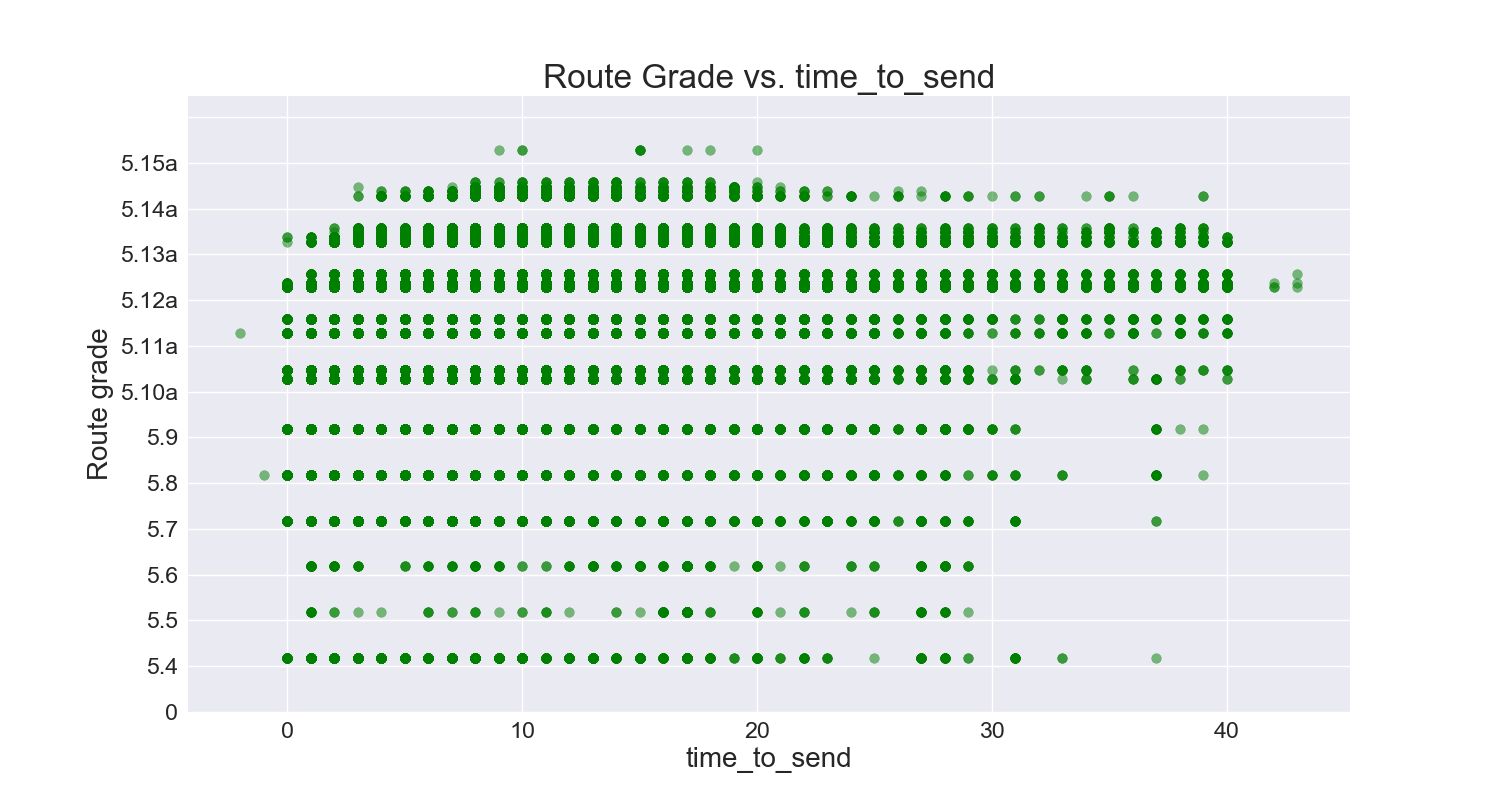 Route Grade vs. time_to_send
Route grade
5.15a
5.14a
5.13a
5.12a
5.11a
5.10a
5.9
5.8
5.7
5.6
5.5
5.4
0
0 10 20 30 40
time_to_send